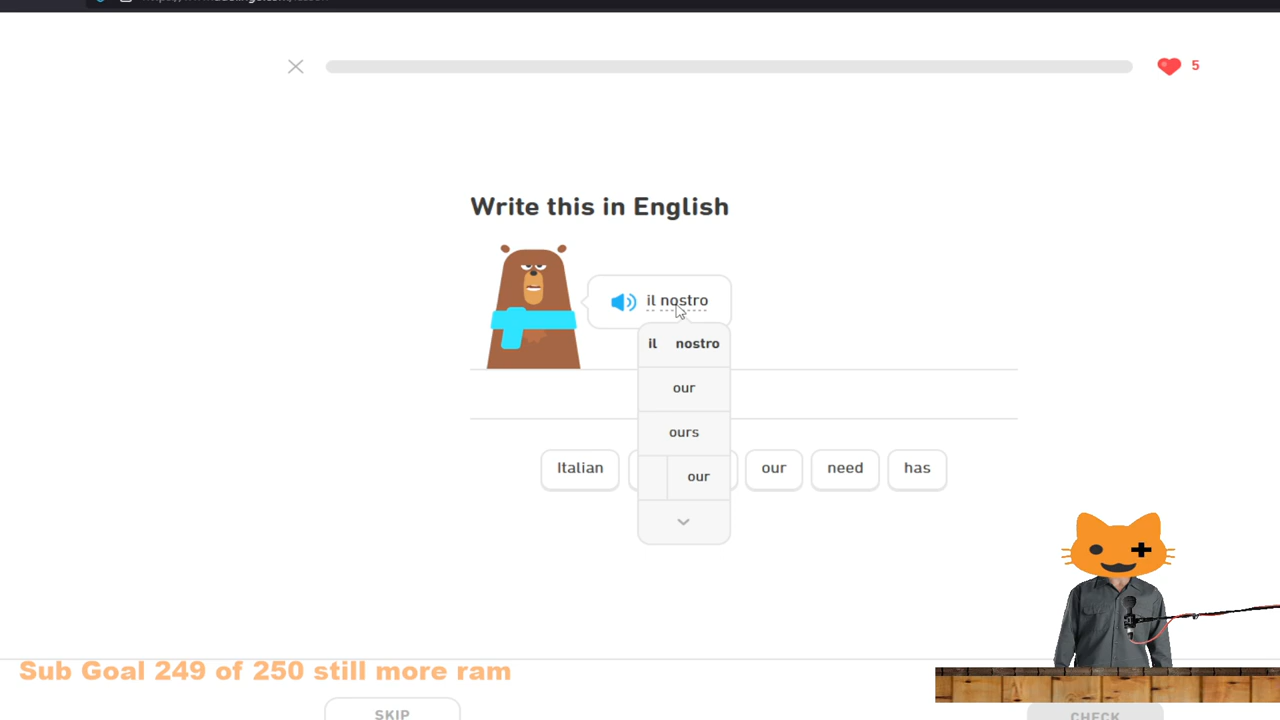 5
Write this in English
il nostro
il nostro
our
ours
our
Italian our need has
Sub Goal 249 of 250 still more ram
SKIP
CHECK